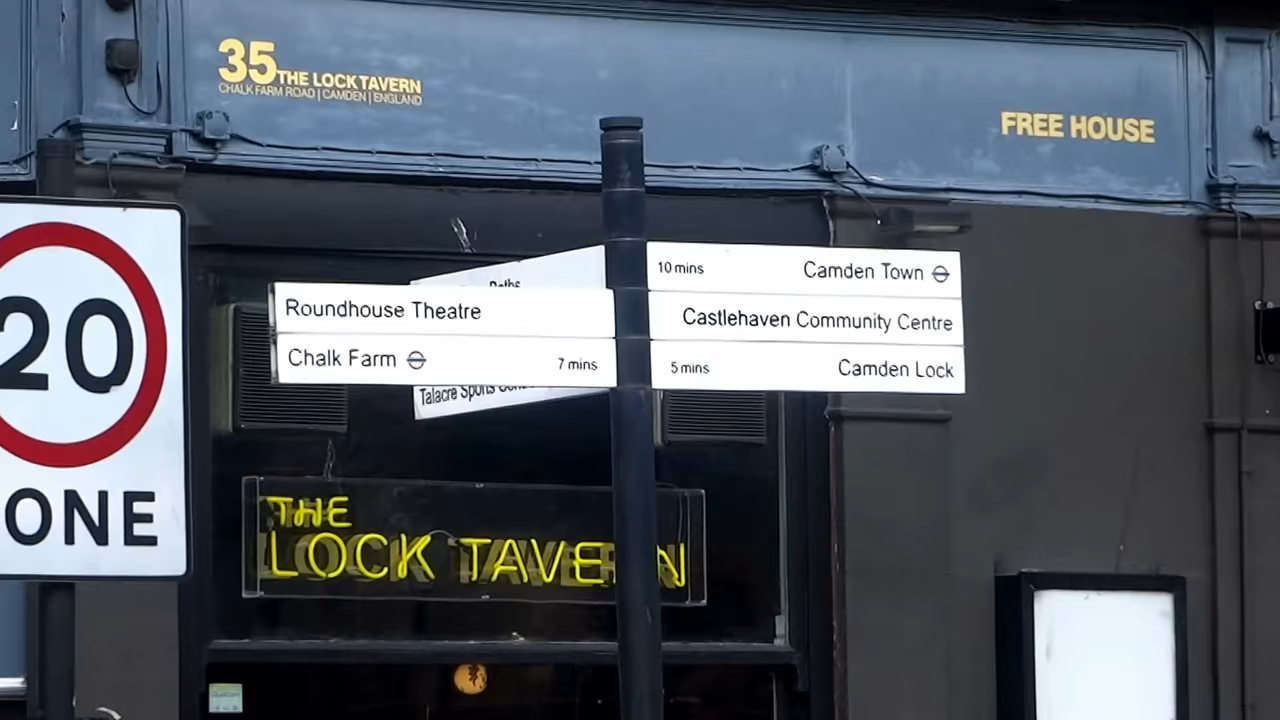 35 THE LOCK TAVERN
CHALK FARM ROAD | CAMDEN | ENGLAND
FREE HOUSE
10 mins Camden Town
Castlehaven Community Centre
5 mins Camden Lock
Roundhouse Theatre
Chalk Farm 7 mins
Talacre Sports
20
ONE
THE
LOCK TAVERN